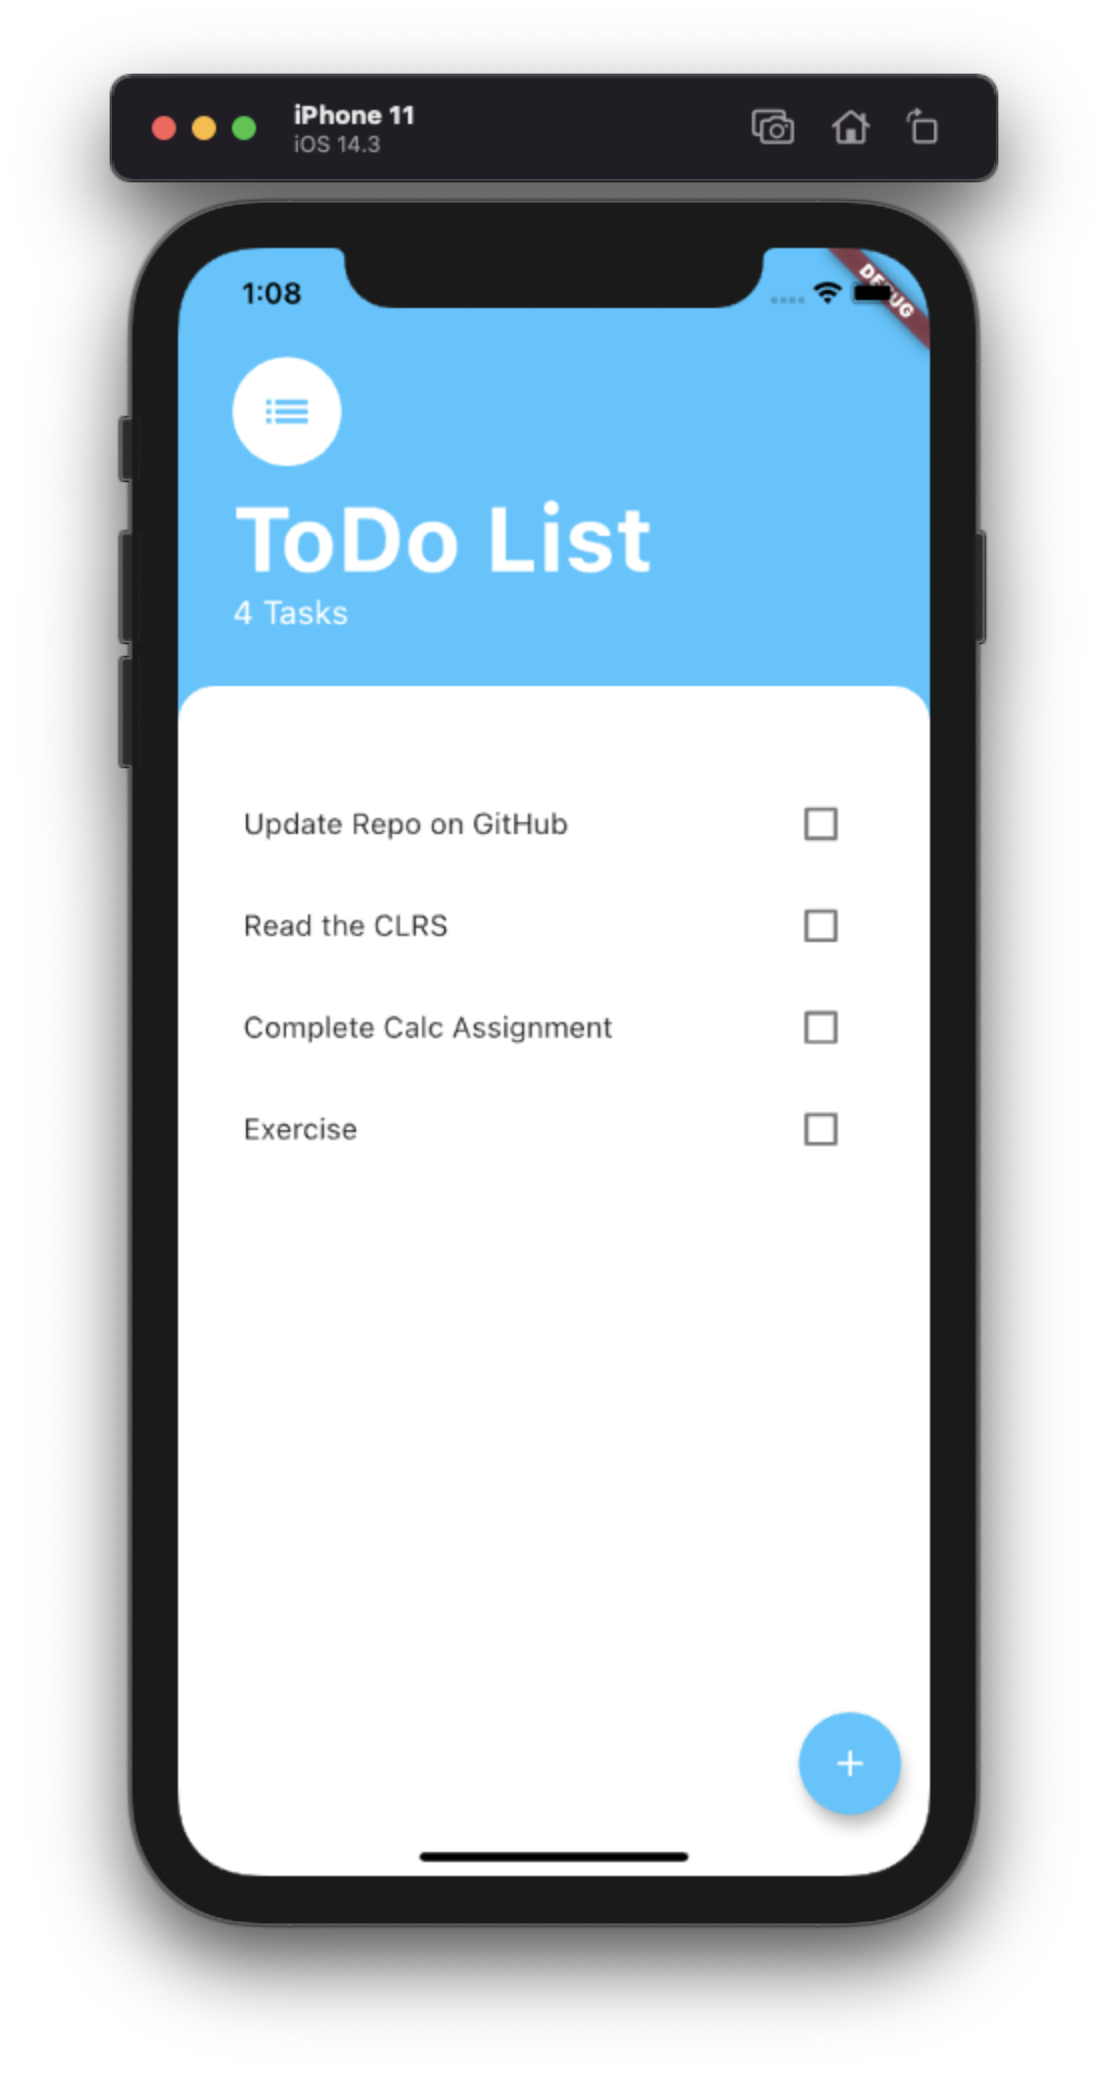 iPhone 11
iOS 14.3
1:08
DEBUG
ToDo List
4 Tasks
Update Repo on GitHub
Read the CLRS
Complete Calc Assignment
Exercise